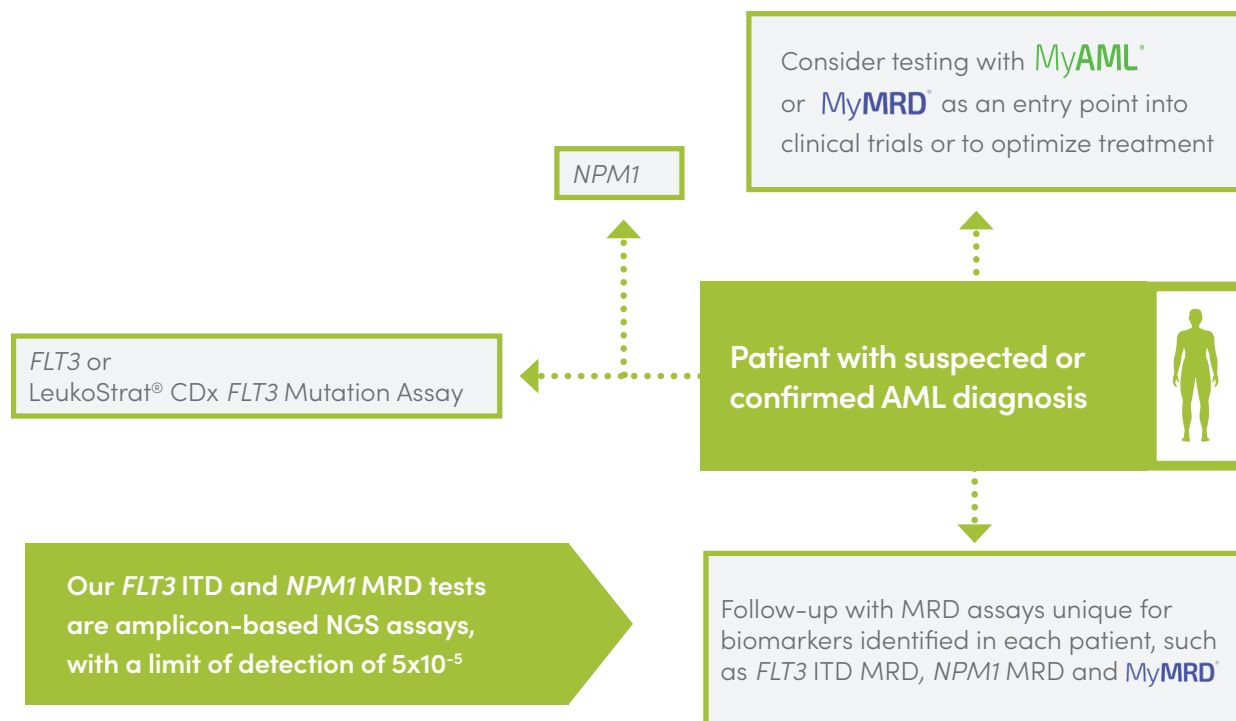 Consider testing with MyAML®
or MyMRD® as an entry point into
clinical trials or to optimize treatment
NPM1
FLT3 or
LeukoStrat® CDx FLT3 Mutation Assay
Patient with suspected or
confirmed AML diagnosis
Our FLT3 ITD and NPM1 MRD tests
are amplicon-based NGS assays,
with a limit of detection of 5x10⁻⁵
Follow-up with MRD assays unique for
biomarkers identified in each patient, such
as FLT3 ITD MRD, NPM1 MRD and MyMRD®